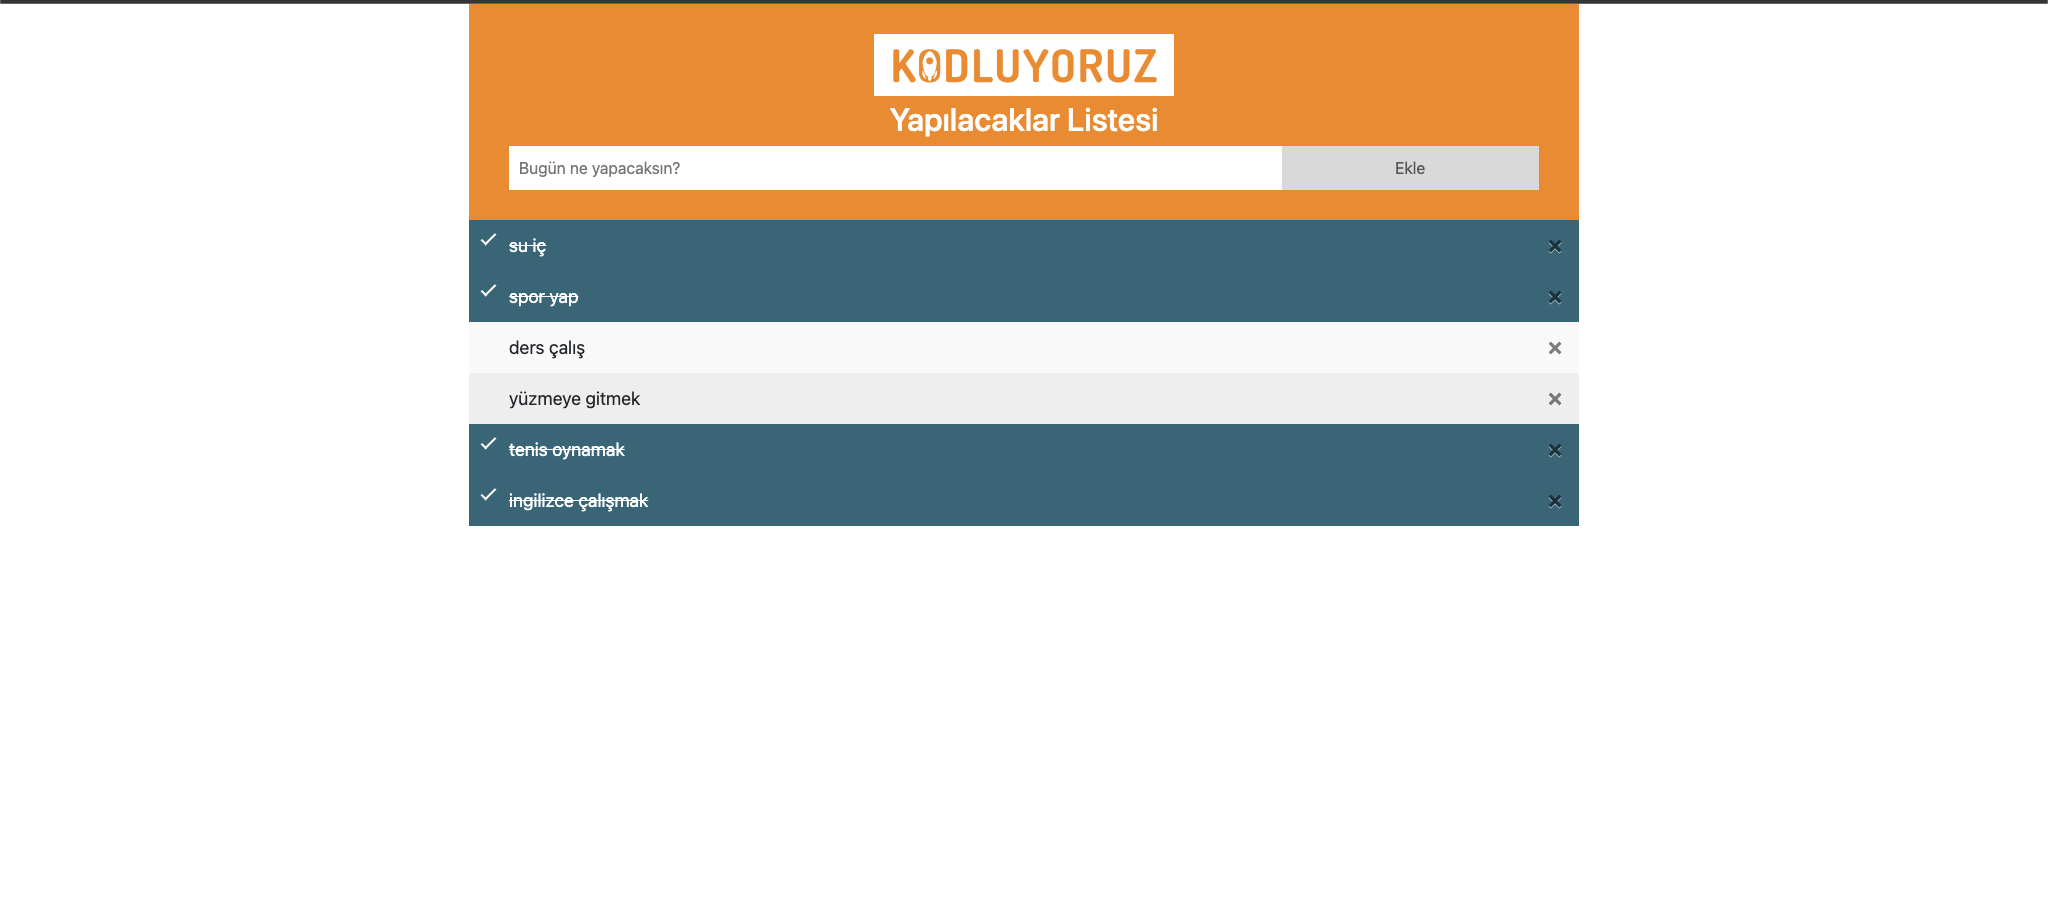 KODLUYORUZ
Yapılacaklar Listesi
Bugün ne yapacaksın?
Ekle
su iç
spor yap
ders çalış
yüzmeye gitmek
tenis oynamak
ingilizce çalışmak